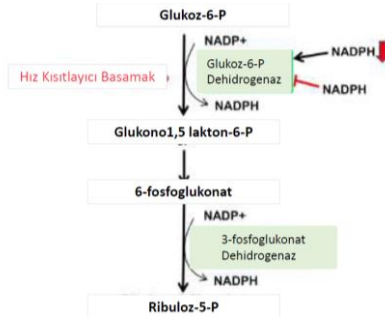 Glukoz-6-P
NADP+
Hız Kısıtlayıcı Basamak
Glukoz-6-P
Dehidrogenaz
NADPH
NADPH
NADPH
Glukono1,5 lakton-6-P
6-fosfoglukonat
NADP+
3-fosfoglukonat
Dehidrogenaz
NADPH
Ribuloz-5-P